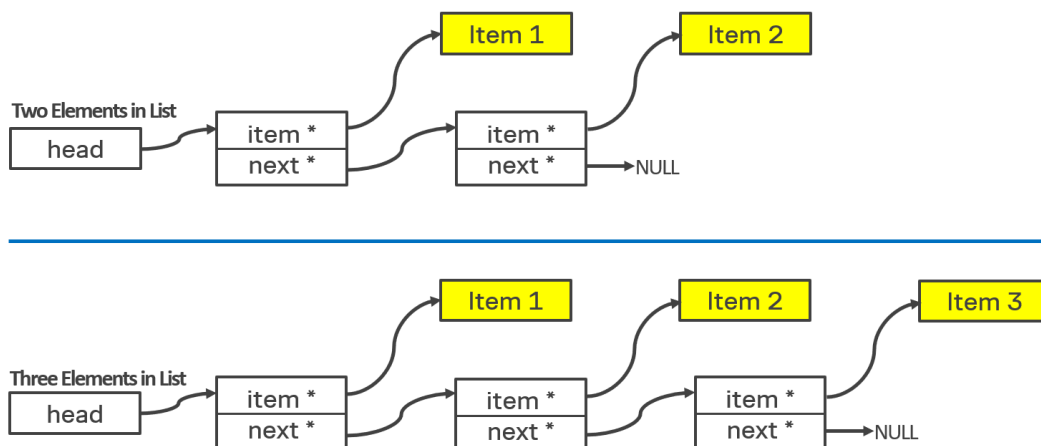 Item 1
Item 2
Two Elements in List
head
item *
item *
next *
next *
NULL
Item 1
Item 2
Item 3
Three Elements in List
head
item *
item *
item *
next *
next *
next *
NULL